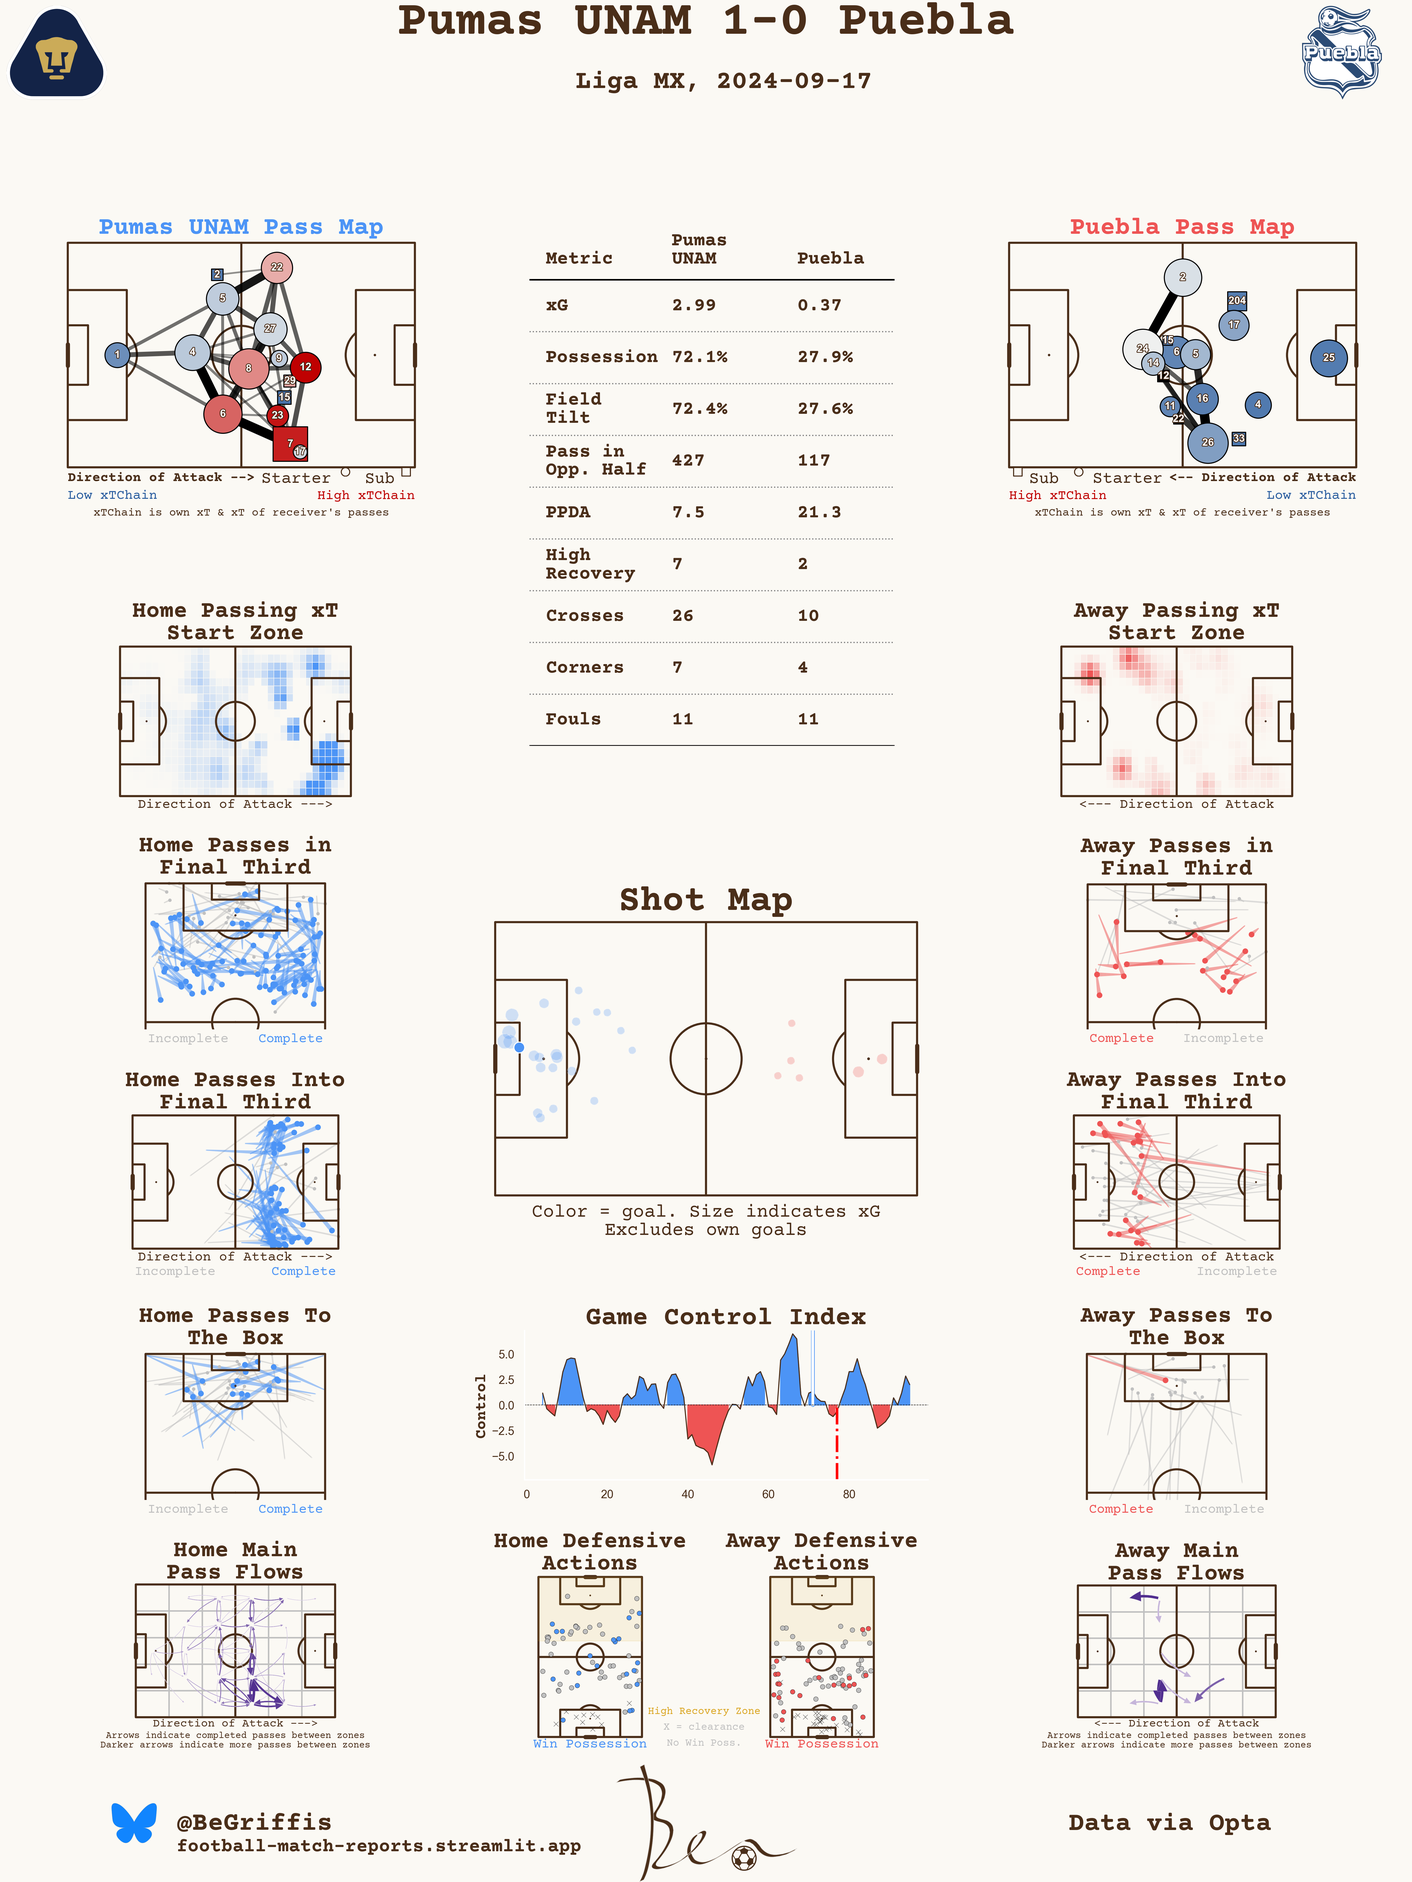 Pumas UNAM 1-0 Puebla
Liga MX, 2024-09-17
Puebla
Pumas UNAM Pass Map
2
22
5
27
4
1
9
8
12
29
15
6
23
7
17
Direction of Attack --> Starter Sub
Low xTChain High xTChain
xTChain is own xT & xT of receiver's passes
Metric Pumas UNAM Puebla
xG 2.99 0.37
Possession 72.1% 27.9%
Field Tilt 72.4% 27.6%
Pass in Opp. Half 427 117
PPDA 7.5 21.3
High Recovery 7 2
Crosses 26 10
Corners 7 4
Fouls 11 11
Puebla Pass Map
2
204
17
15
24
6
5
14
25
12
16
11
4
22
26
33
Sub Starter <-- Direction of Attack
High xTChain Low xTChain
xTChain is own xT & xT of receiver's passes
Home Passing xT
Start Zone
Direction of Attack --->
Away Passing xT
Start Zone
<--- Direction of Attack
Home Passes in
Final Third
Incomplete Complete
Away Passes in
Final Third
Complete Incomplete
Shot Map
Color = goal. Size indicates xG
Excludes own goals
Home Passes Into
Final Third
Direction of Attack --->
Incomplete Complete
Away Passes Into
Final Third
<--- Direction of Attack
Complete Incomplete
Home Passes To
The Box
Incomplete Complete
Game Control Index
Control
5.0
2.5
0.0
−2.5
−5.0
0 20 40 60 80
Away Passes To
The Box
Complete Incomplete
Home Main
Pass Flows
Direction of Attack --->
Arrows indicate completed passes between zones
Darker arrows indicate more passes between zones
Home Defensive
Actions
Win Possession
High Recovery Zone
X = clearance
No Win Poss.
Away Defensive
Actions
Win Possession
Away Main
Pass Flows
<--- Direction of Attack
Arrows indicate completed passes between zones
Darker arrows indicate more passes between zones
@BeGriffis
football-match-reports.streamlit.app
Ben
Data via Opta